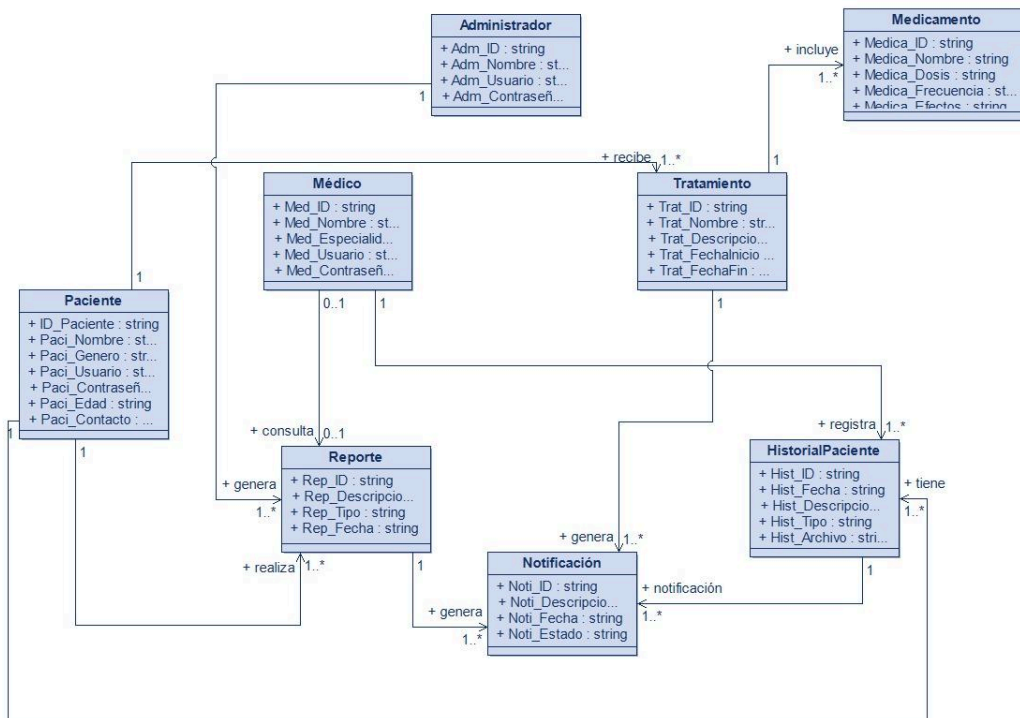 Administrador
+ Adm_ID : string
+ Adm_Nombre : st...
+ Adm_Usuario : st...
+ Adm_Contraseñ...
1
Medicamento
+ Medica_ID : string
+ Medica_Nombre : string
+ Medica_Dosis : string
+ Medica_Frecuencia : st...
+ Medica_Efectos : string
+ incluye
1..*
1
+ recibe
1..*
1
Médico
+ Med_ID : string
+ Med_Nombre : st...
+ Med_Especialid...
+ Med_Usuario : st...
+ Med_Contraseñ...
0..1
1
Tratamiento
+ Trat_ID : string
+ Trat_Nombre : str...
+ Trat_Descripcio...
+ Trat_FechaInicio ...
+ Trat_FechaFin : ...
1
Paciente
+ ID_Paciente : string
+ Paci_Nombre : st...
+ Paci_Genero : str...
+ Paci_Usuario : st...
+ Paci_Contraseñ...
+ Paci_Edad : string
+ Paci_Contacto : ...
1
1
+ consulta
0..1
+ registra
1..*
Reporte
+ Rep_ID : string
+ Rep_Descripcio...
+ Rep_Tipo : string
+ Rep_Fecha : string
+ genera
1..*
+ realiza
1..*
1
HistorialPaciente
+ Hist_ID : string
+ Hist_Fecha : string
+ Hist_Descripcio...
+ Hist_Tipo : string
+ Hist_Archivo : stri...
+ tiene
1..*
1
+ genera
1..*
Notificación
+ Noti_ID : string
+ Noti_Descripcio...
+ Noti_Fecha : string
+ Noti_Estado : string
+ notificación
1..*
+ genera
1..*